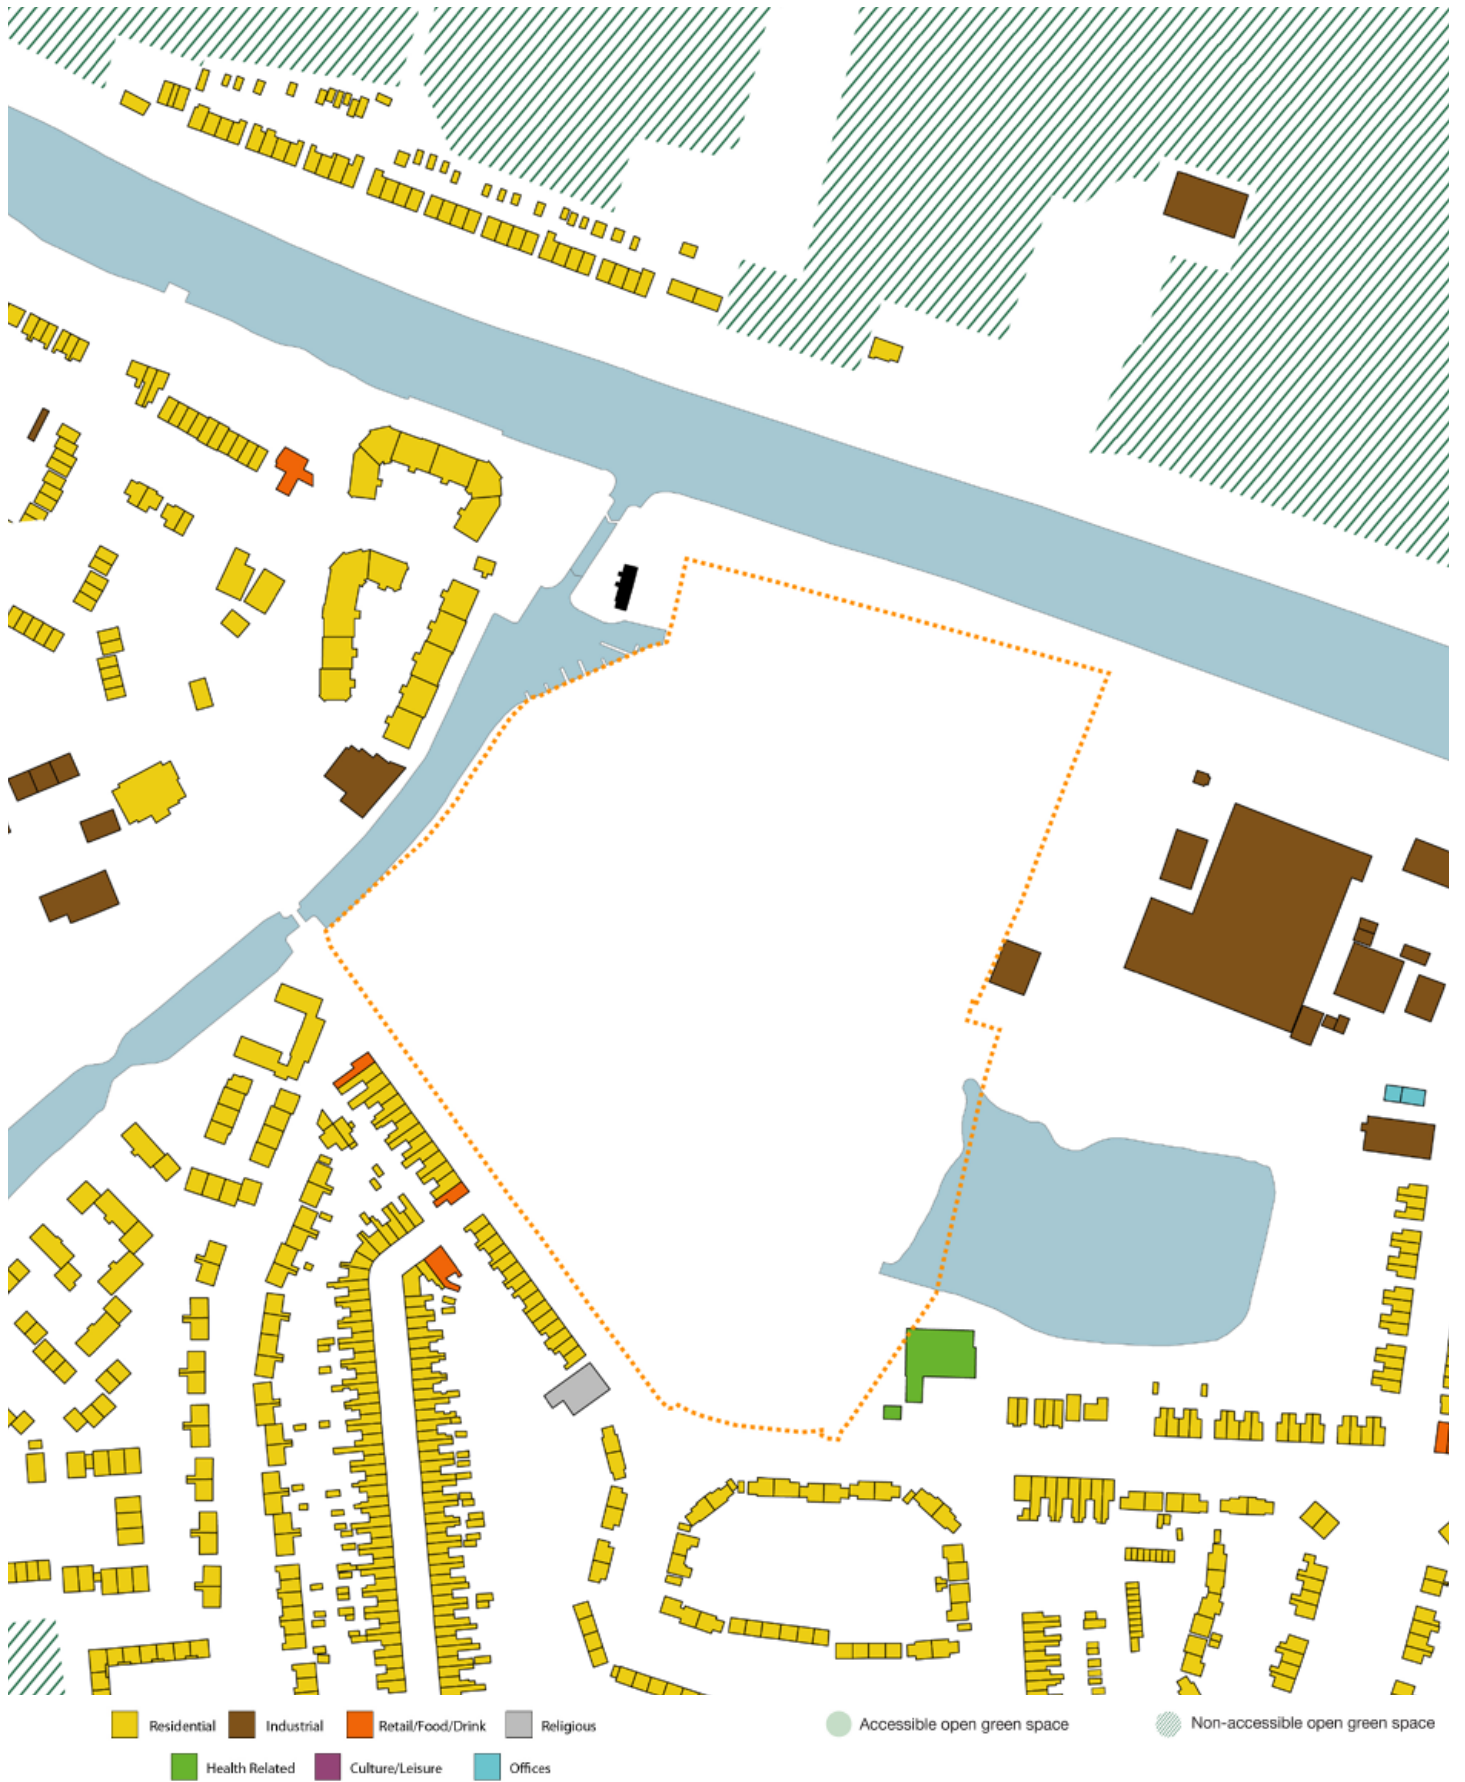 Residential Industrial Retail/Food/Drink Religious Accessible open green space Non-accessible open green space
Health Related Culture/Leisure Offices